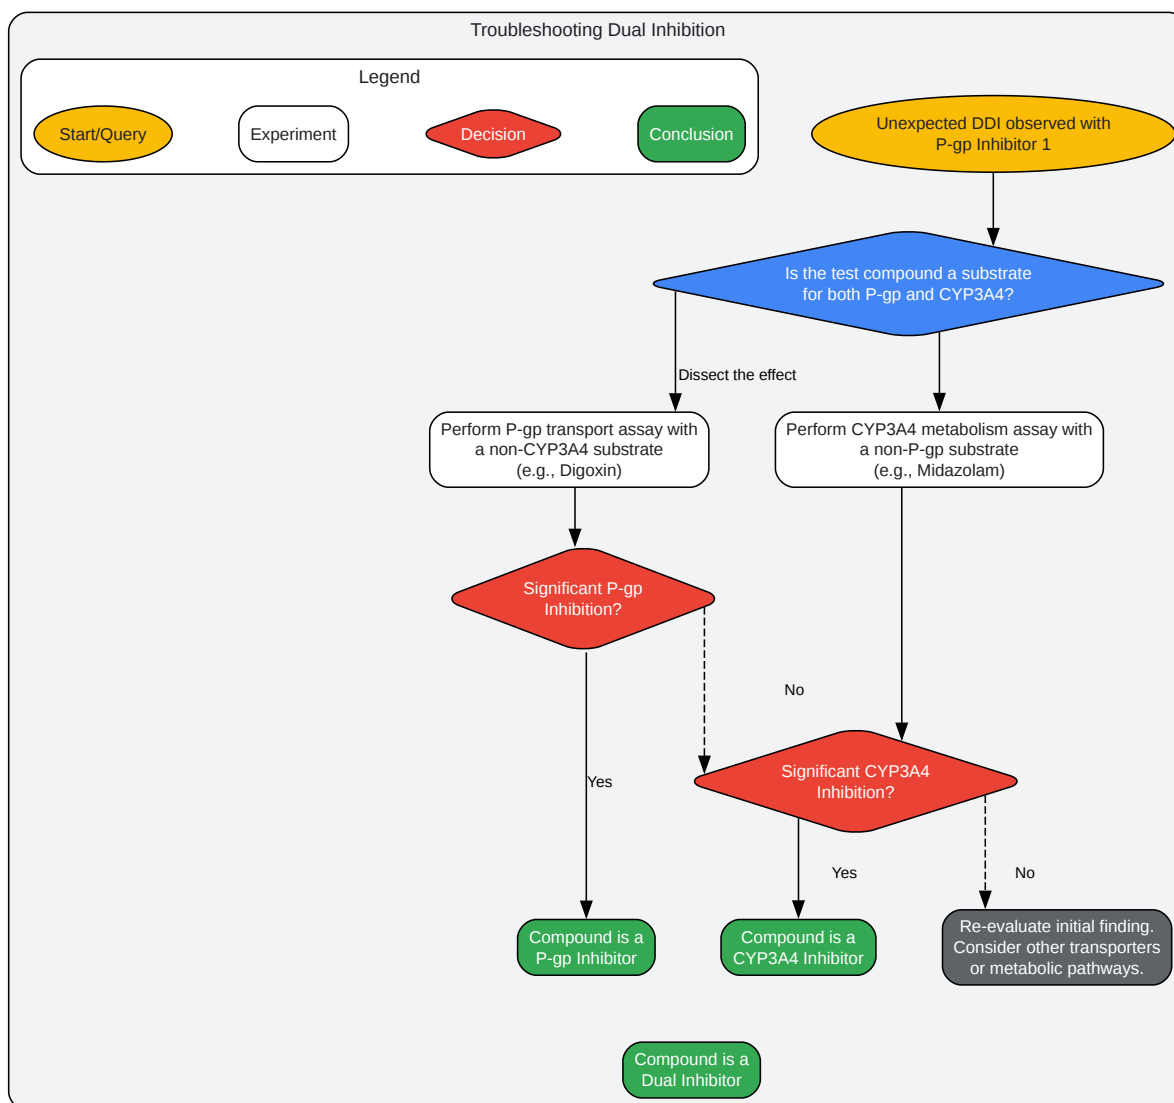 Troubleshooting Dual Inhibition
Legend
Start/Query
Experiment
Decision
Conclusion
Unexpected DDI observed with
P-gp Inhibitor 1
Is the test compound a substrate
for both P-gp and CYP3A4?
Dissect the effect
Perform P-gp transport assay with
a non-CYP3A4 substrate
(e.g., Digoxin)
Perform CYP3A4 metabolism assay with
a non-P-gp substrate
(e.g., Midazolam)
Significant P-gp
Inhibition?
No
Yes
Significant CYP3A4
Inhibition?
Yes
No
Compound is a
P-gp Inhibitor
Compound is a
CYP3A4 Inhibitor
Re-evaluate initial finding.
Consider other transporters
or metabolic pathways.
Compound is a
Dual Inhibitor